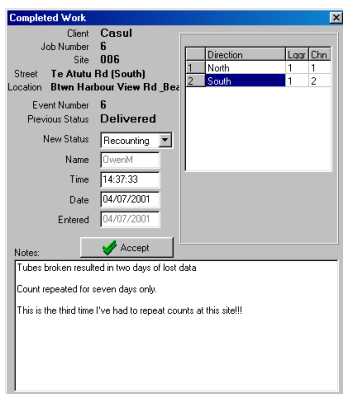 Completed Work
Client Casul
Job Number 6
Site 006
Street Te Atutu Rd (South)
Location Btwn Harbour View Rd _Bea
Event Number 6
Previous Status Delivered
New Status Recounting
Name OwenM
Time 14:37:33
Date 04/07/2001
Entered 04/07/2001
Accept
Direction Lggr Chn
1 North 1 1
2 South 1 2
Notes:
Tubes broken resulted in two days of lost data
Count repeated for seven days only.
This is the third time I've had to repeat counts at this site!!!